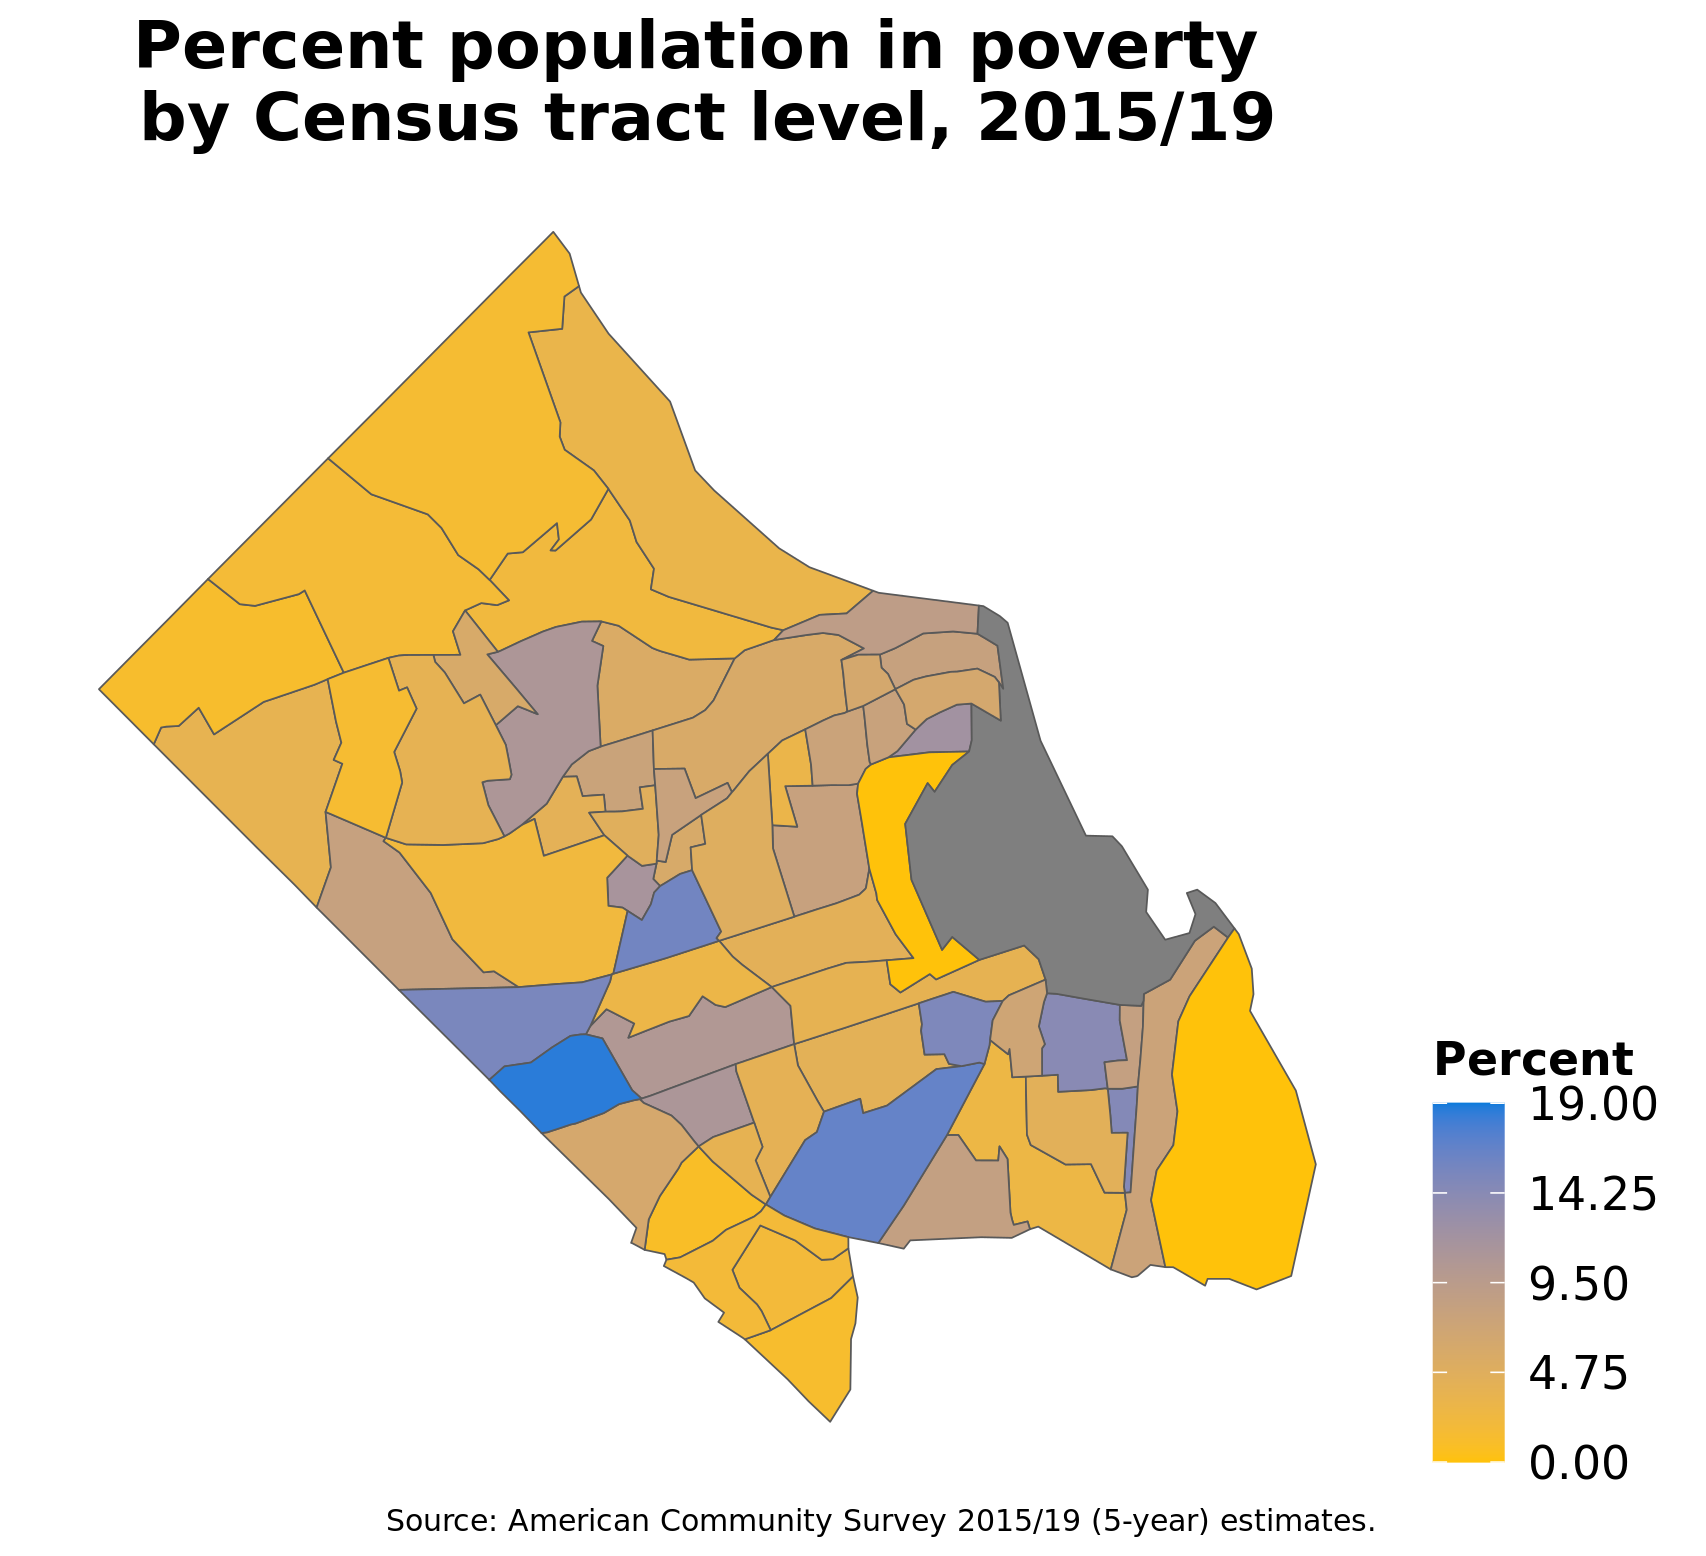 Percent population in poverty
by Census tract level, 2015/19
Percent
19.00
14.25
9.50
4.75
0.00
Source: American Community Survey 2015/19 (5-year) estimates.